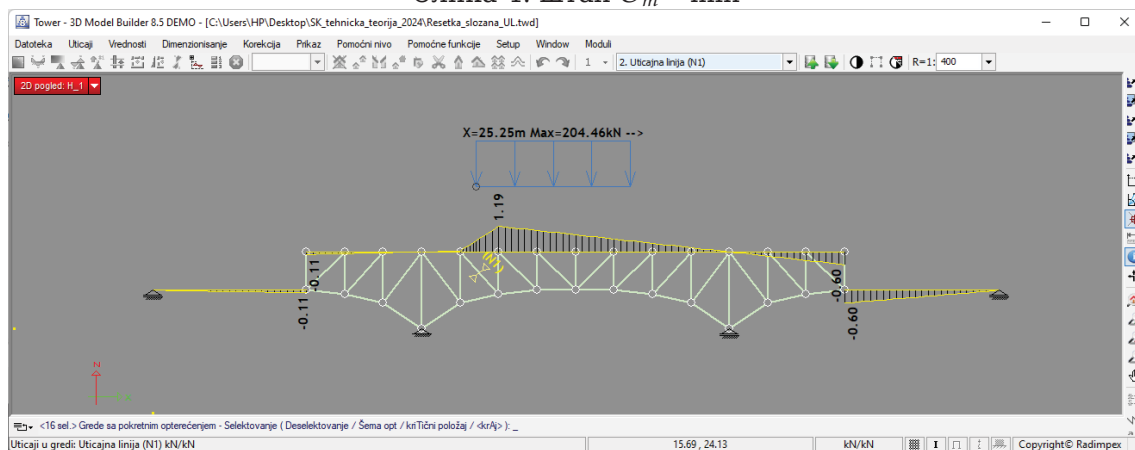 Tower - 3D Model Builder 8.5 DEMO - [C:\Users\HP\Desktop\SK_tehnicka_teorija_2024\Resetka_slozana_UL.twd]
Datoteka Uticaji Vrednosti Dimenzionisanje Korekcija Prikaz Pomoćni nivo Pomoćne funkcije Setup Window Moduli
1 2. Uticajna linija (N1) R=1: 400
2D pogled: H_1
X=25.25m Max=204.46kN -->
1.19
(N1)
-0.11
-0.11
-0.60
-0.60
<16 sel.> Grede sa pokretnim opterećenjem - Selektovanje ( Deselektovanje / Šema opt / kriTični položaj / <krAj> ): _
Uticaji u gredi: Uticajna linija (N1) kN/kN 15.69 , 24.13 kN/kN Copyright© Radimpex